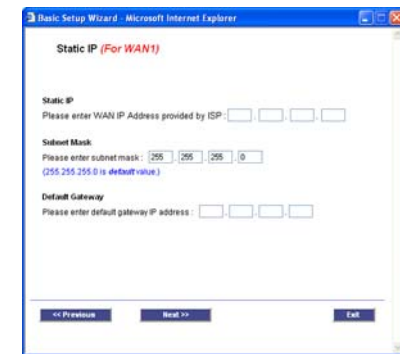 Basic Setup Wizard - Microsoft Internet Explorer
Static IP (For WAN1)
Static IP
Please enter WAN IP Address provided by ISP : . . .
Subnet Mask
Please enter subnet mask : 255 . 255 . 255 . 0
(255.255.255.0 is default value.)
Default Gateway
Please enter default gateway IP address : . . .
<< Previous Next >> Exit